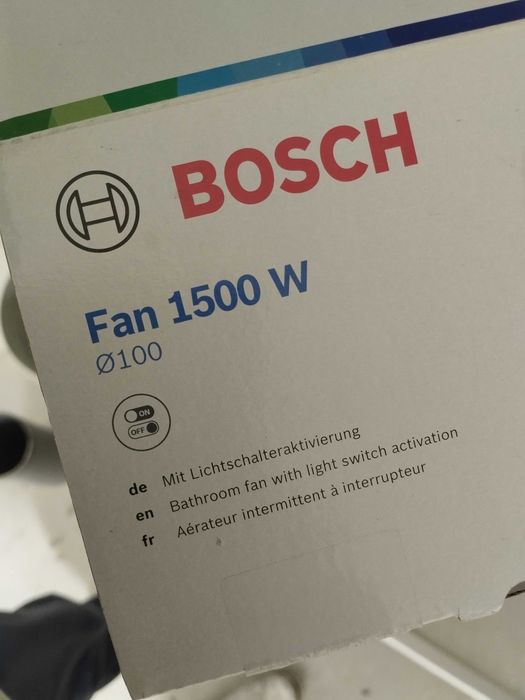 BOSCH
Fan 1500 W
Ø100
ON
OFF
de Mit Lichtschalteraktivierung
en Bathroom fan with light switch activation
fr Aérateur intermittent à interrupteur